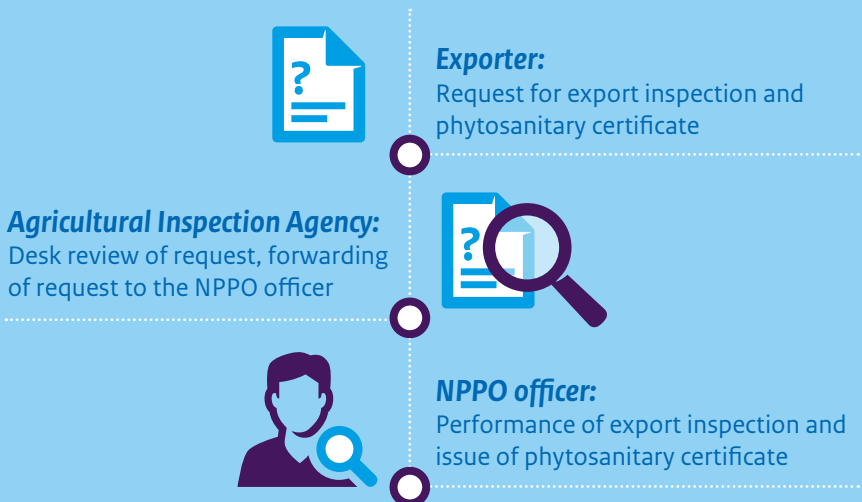 ?
Exporter:
Request for export inspection and
phytosanitary certificate
Agricultural Inspection Agency:
Desk review of request, forwarding
of request to the NPPO officer
?
NPPO officer:
Performance of export inspection and
issue of phytosanitary certificate